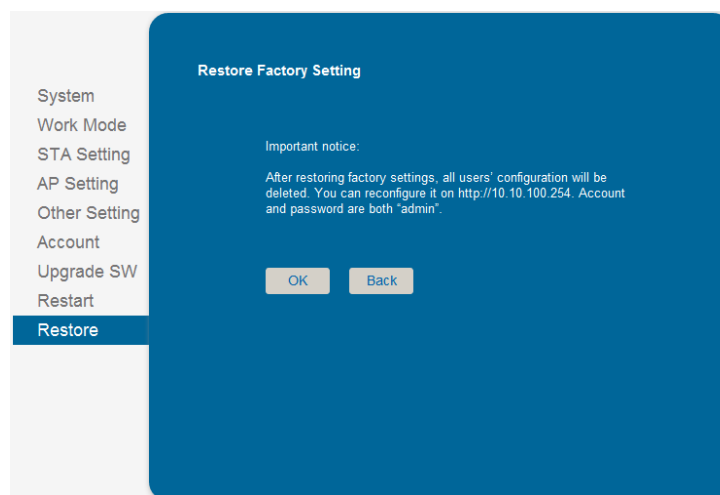 System
Work Mode
STA Setting
AP Setting
Other Setting
Account
Upgrade SW
Restart
Restore
Restore Factory Setting
Important notice:
After restoring factory settings, all users’ configuration will be
deleted. You can reconfigure it on http://10.10.100.254. Account
and password are both “admin”.
OK
Back